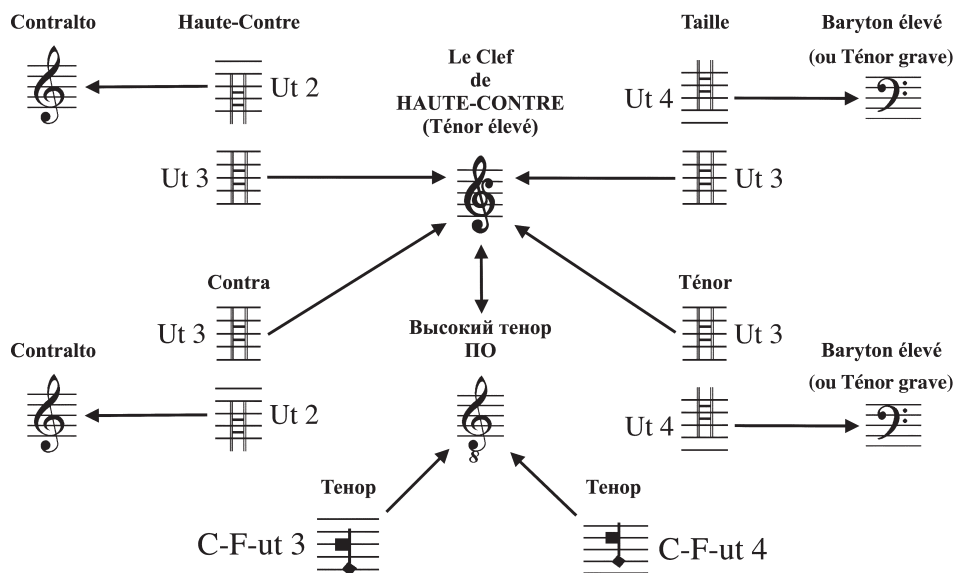 Contralto
Haute-Contre
Ut 2
Ut 3
Le Clef
de
HAUTE-CONTRE
(Ténor élevé)
Taille
Ut 4
Ut 3
Baryton élevé
(ou Ténor grave)
Contra
Ut 3
Contralto
Ut 2
Высокий тенор
ПО
8
Ténor
Ut 3
Ut 4
Baryton élevé
(ou Ténor grave)
Тенор
C-F-ut 3
Тенор
C-F-ut 4